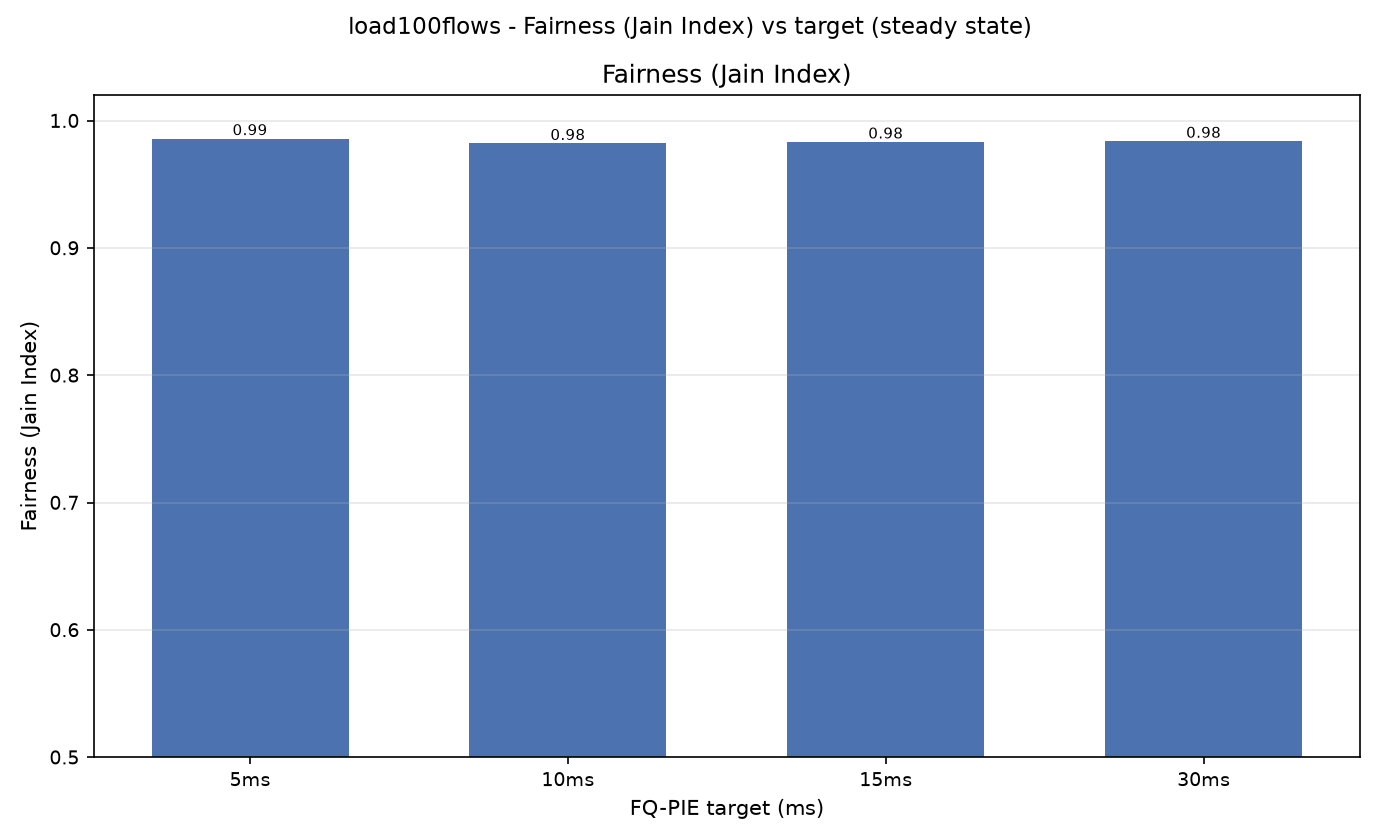 load100flows - Fairness (Jain Index) vs target (steady state)
Fairness (Jain Index)
1.0
0.9
0.8
0.7
0.6
0.5
Fairness (Jain Index)
0.99
0.98
0.98
0.98
5ms
10ms
15ms
30ms
FQ-PIE target (ms)